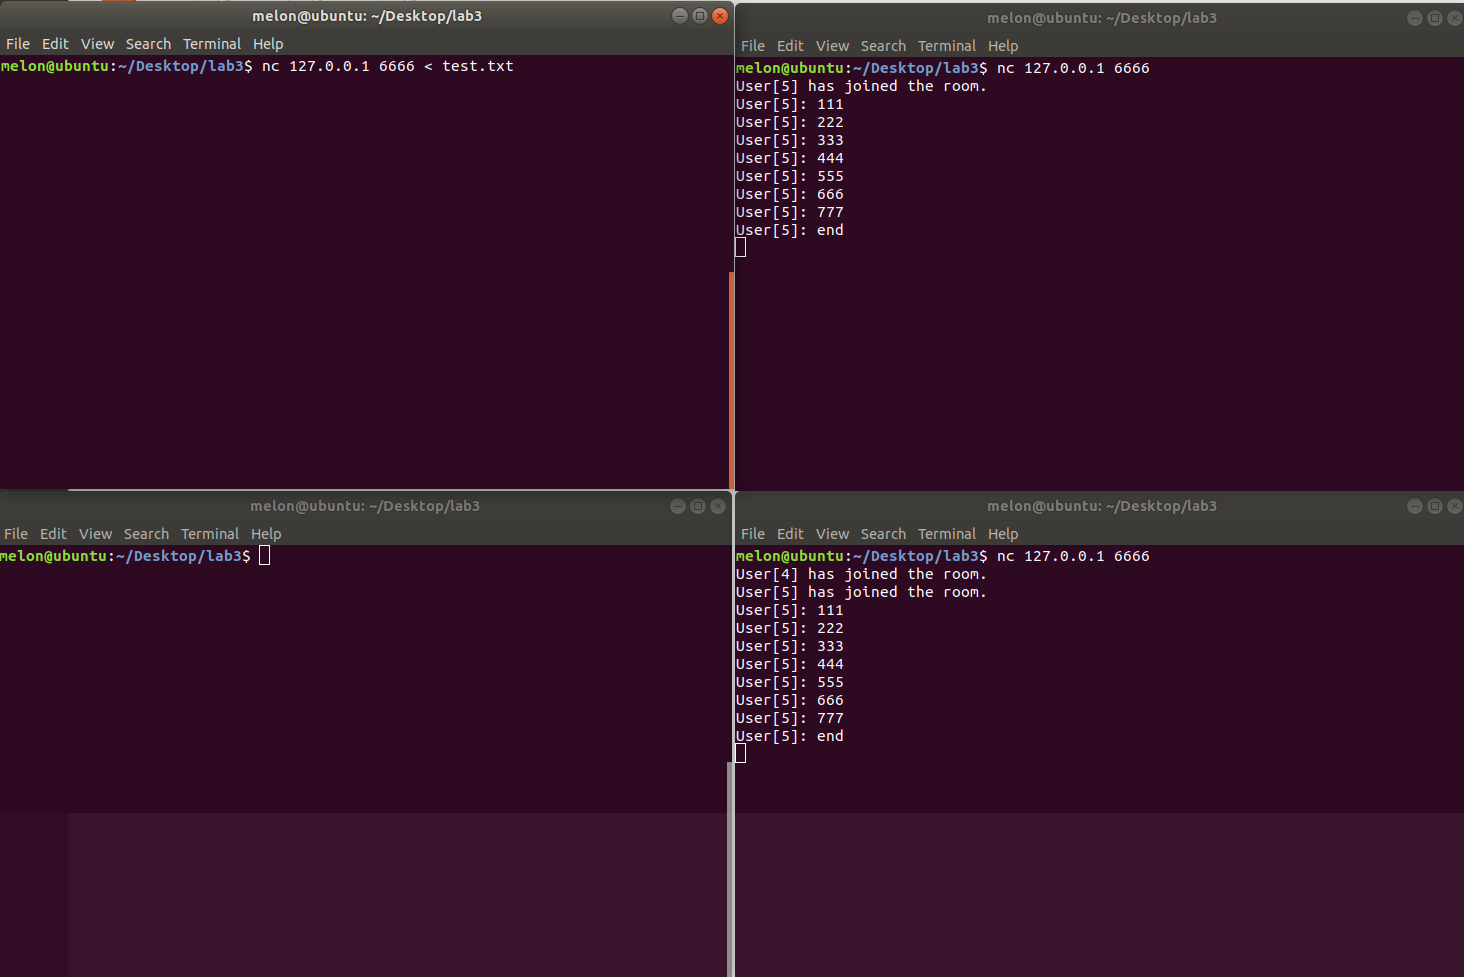 melon@ubuntu: ~/Desktop/lab3
File Edit View Search Terminal Help
melon@ubuntu:~/Desktop/lab3$ nc 127.0.0.1 6666 < test.txt
melon@ubuntu: ~/Desktop/lab3
File Edit View Search Terminal Help
melon@ubuntu:~/Desktop/lab3$ nc 127.0.0.1 6666
User[5] has joined the room.
User[5]: 111
User[5]: 222
User[5]: 333
User[5]: 444
User[5]: 555
User[5]: 666
User[5]: 777
User[5]: end
melon@ubuntu: ~/Desktop/lab3
File Edit View Search Terminal Help
melon@ubuntu:~/Desktop/lab3$
melon@ubuntu: ~/Desktop/lab3
File Edit View Search Terminal Help
melon@ubuntu:~/Desktop/lab3$ nc 127.0.0.1 6666
User[4] has joined the room.
User[5] has joined the room.
User[5]: 111
User[5]: 222
User[5]: 333
User[5]: 444
User[5]: 555
User[5]: 666
User[5]: 777
User[5]: end